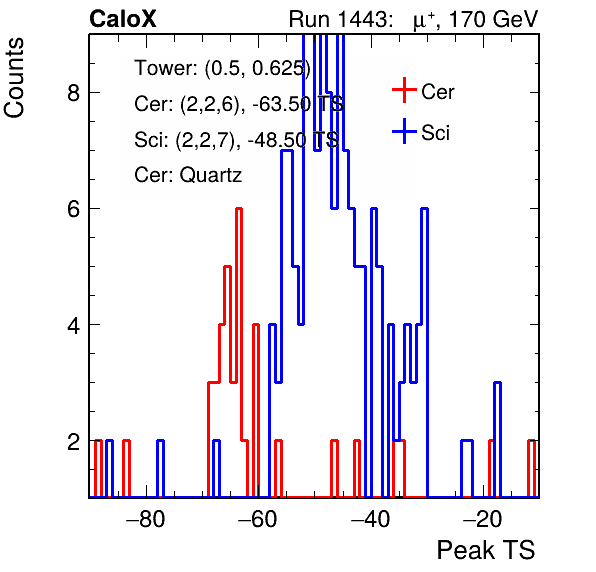 CaloX Run 1443: μ⁺, 170 GeV
Counts
Tower: (0.5, 0.625)
Cer: (2,2,6), -63.50 TS
Sci: (2,2,7), -48.50 TS
Cer: Quartz
Cer
Sci
8
6
4
2
−80 −60 −40 −20
Peak TS